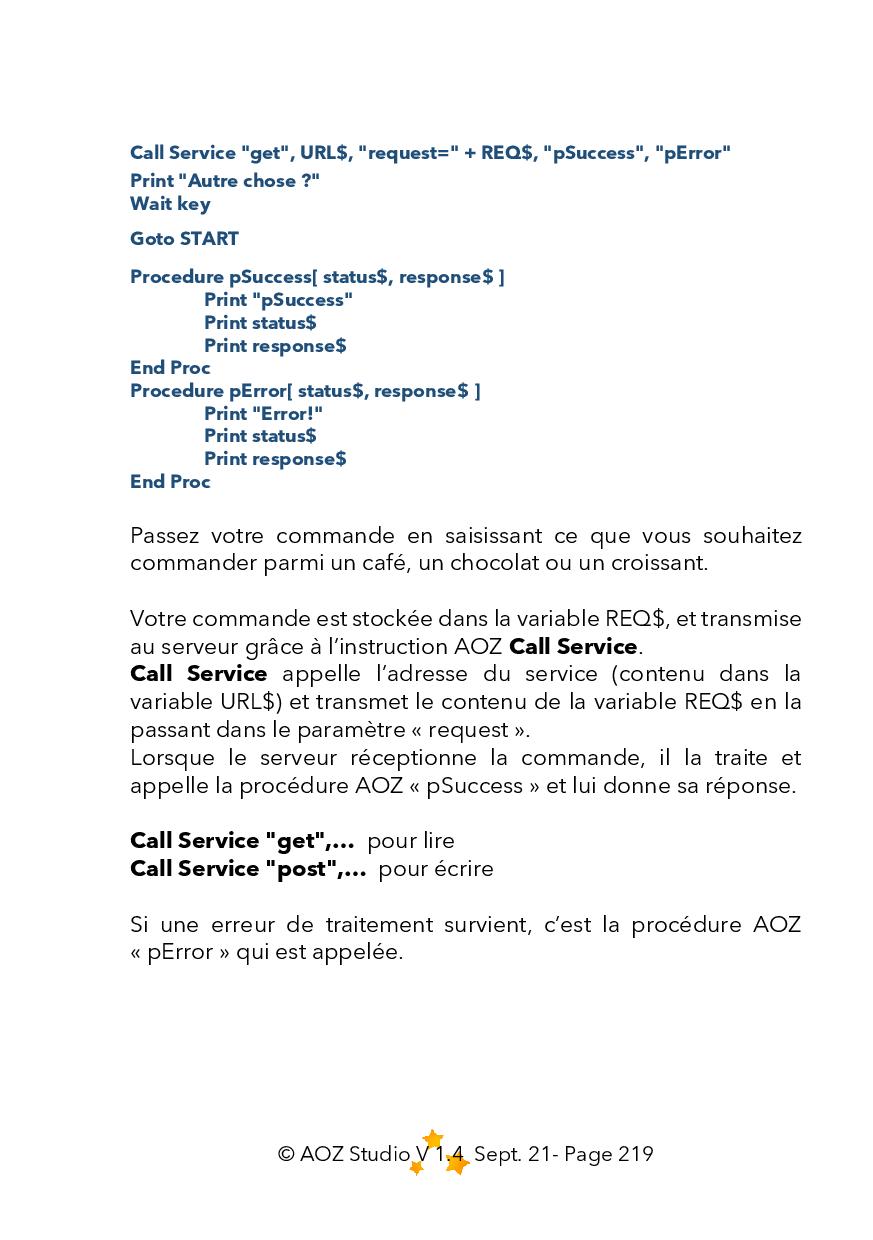 Call Service "get", URL$, "request=" + REQ$, "pSuccess", "pError"
Print "Autre chose ?"
Wait key
Goto START
Procedure pSuccess[ status$, response$ ]
Print "pSuccess"
Print status$
Print response$
End Proc
Procedure pError[ status$, response$ ]
Print "Error!"
Print status$
Print response$
End Proc
Passez votre commande en saisissant ce que vous souhaitez
commander parmi un café, un chocolat ou un croissant.
Votre commande est stockée dans la variable REQ$, et transmise
au serveur grâce à l’instruction AOZ Call Service.
Call Service appelle l’adresse du service (contenu dans la
variable URL$) et transmet le contenu de la variable REQ$ en la
passant dans le paramètre « request ».
Lorsque le serveur réceptionne la commande, il la traite et
appelle la procédure AOZ « pSuccess » et lui donne sa réponse.
Call Service "get",… pour lire
Call Service "post",… pour écrire
Si une erreur de traitement survient, c’est la procédure AOZ
« pError » qui est appelée.
© AOZ Studio V 1.4 Sept. 21- Page 219